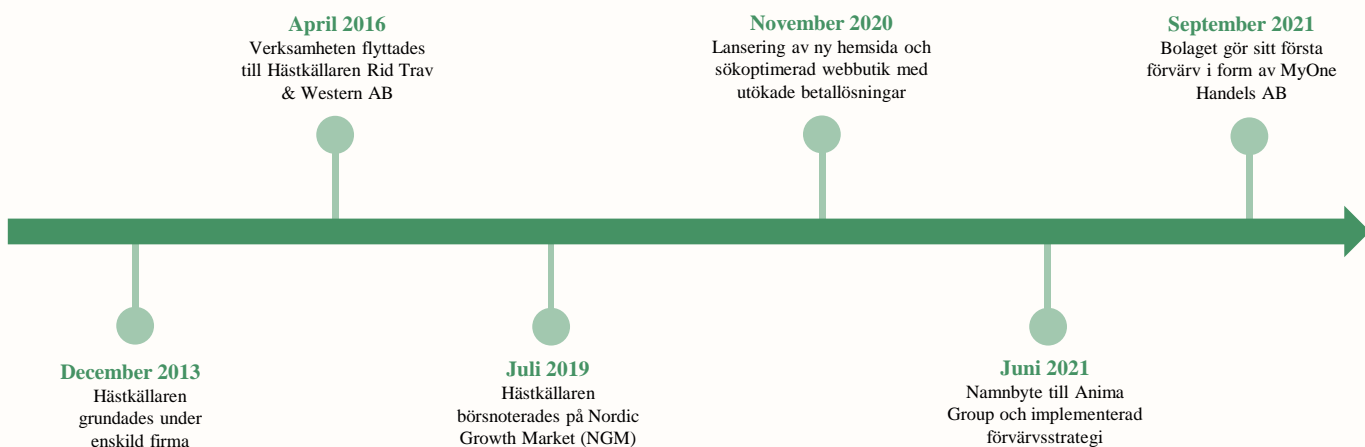 April 2016
Verksamheten flyttades
till Hästkällaren Rid Trav
& Western AB
November 2020
Lansering av ny hemsida och
sökoptimerad webbutik med
utökade betallösningar
September 2021
Bolaget gör sitt första
förvärv i form av MyOne
Handels AB
December 2013
Hästkällaren
grundades under
enskild firma
Juli 2019
Hästkällaren
börsnoterades på Nordic
Growth Market (NGM)
Juni 2021
Namnbyte till Anima
Group och implementerad
förvärvsstrategi